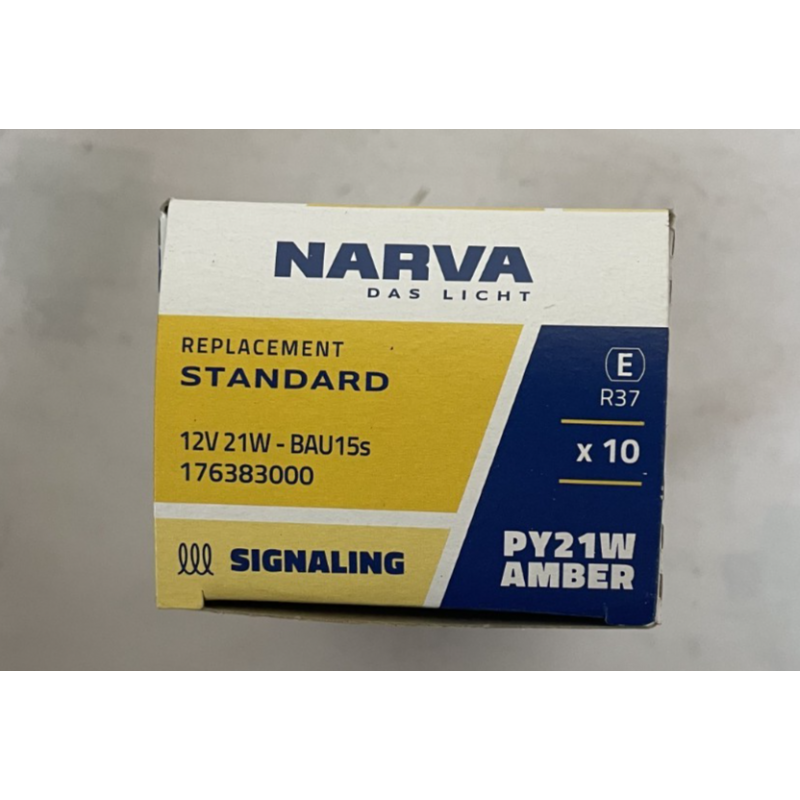 NARVA
DAS LICHT
REPLACEMENT
STANDARD
12V 21W - BAU15s
176383000
SIGNALING
E
R37
x 10
PY21W
AMBER